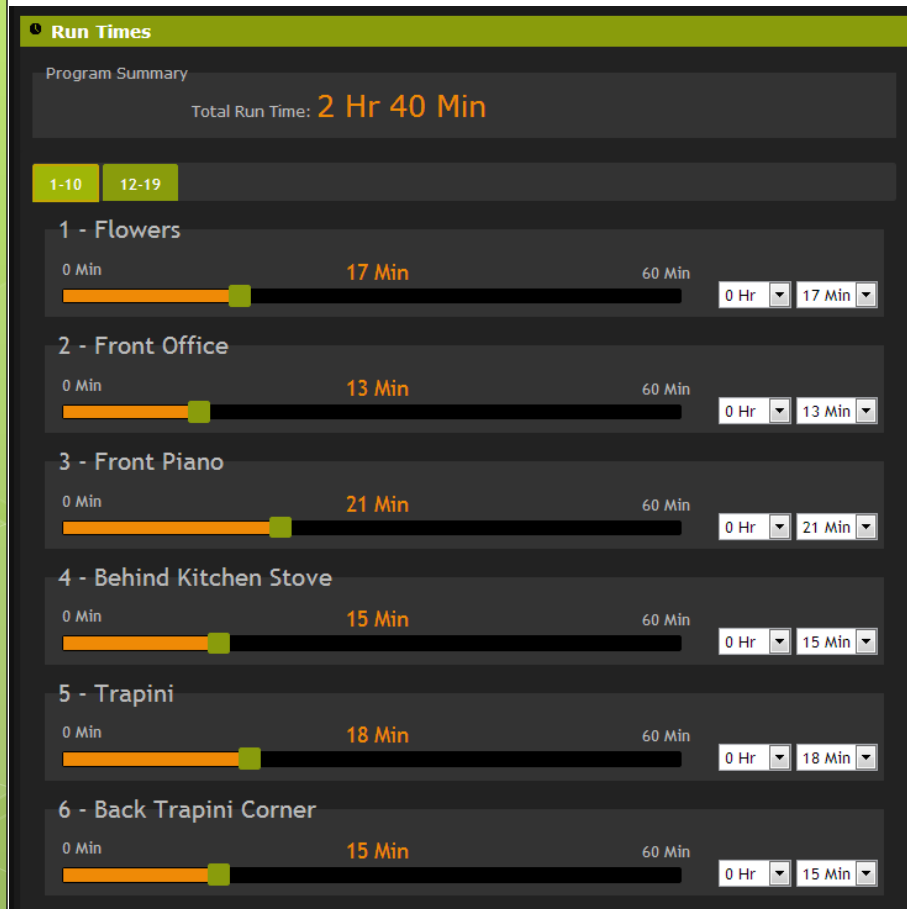 Run Times
Program Summary
Total Run Time: 2 Hr 40 Min
1-10 12-19
1 - Flowers
0 Min 17 Min 60 Min
0 Hr 17 Min
2 - Front Office
0 Min 13 Min 60 Min
0 Hr 13 Min
3 - Front Piano
0 Min 21 Min 60 Min
0 Hr 21 Min
4 - Behind Kitchen Stove
0 Min 15 Min 60 Min
0 Hr 15 Min
5 - Trapini
0 Min 18 Min 60 Min
0 Hr 18 Min
6 - Back Trapini Corner
0 Min 15 Min 60 Min
0 Hr 15 Min